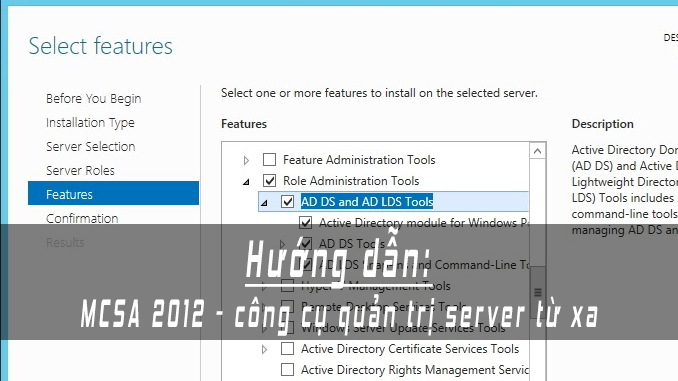 Select features
DES
Before You Begin
Installation Type
Server Selection
Server Roles
Features
Confirmation
Results
Select one or more features to install on the selected server.
Features
Feature Administration Tools
Role Administration Tools
AD DS and AD LDS Tools
Active Directory module for Windows P
AD DS Tools
AD LDS Snap-ins and Command-Line To
Hyper-V Management Tools
Remote Desktop Services Tools
Windows Server Update Services Tools
Active Directory Certificate Services Tools
Active Directory Rights Management Servic
Description
Active Directory Dor
(AD DS) and Active D
Lightweight Director
LDS) Tools includes s
command-line tools
managing AD DS an
Hướng dẫn:
MCSA 2012 - công cụ quản trị server từ xa